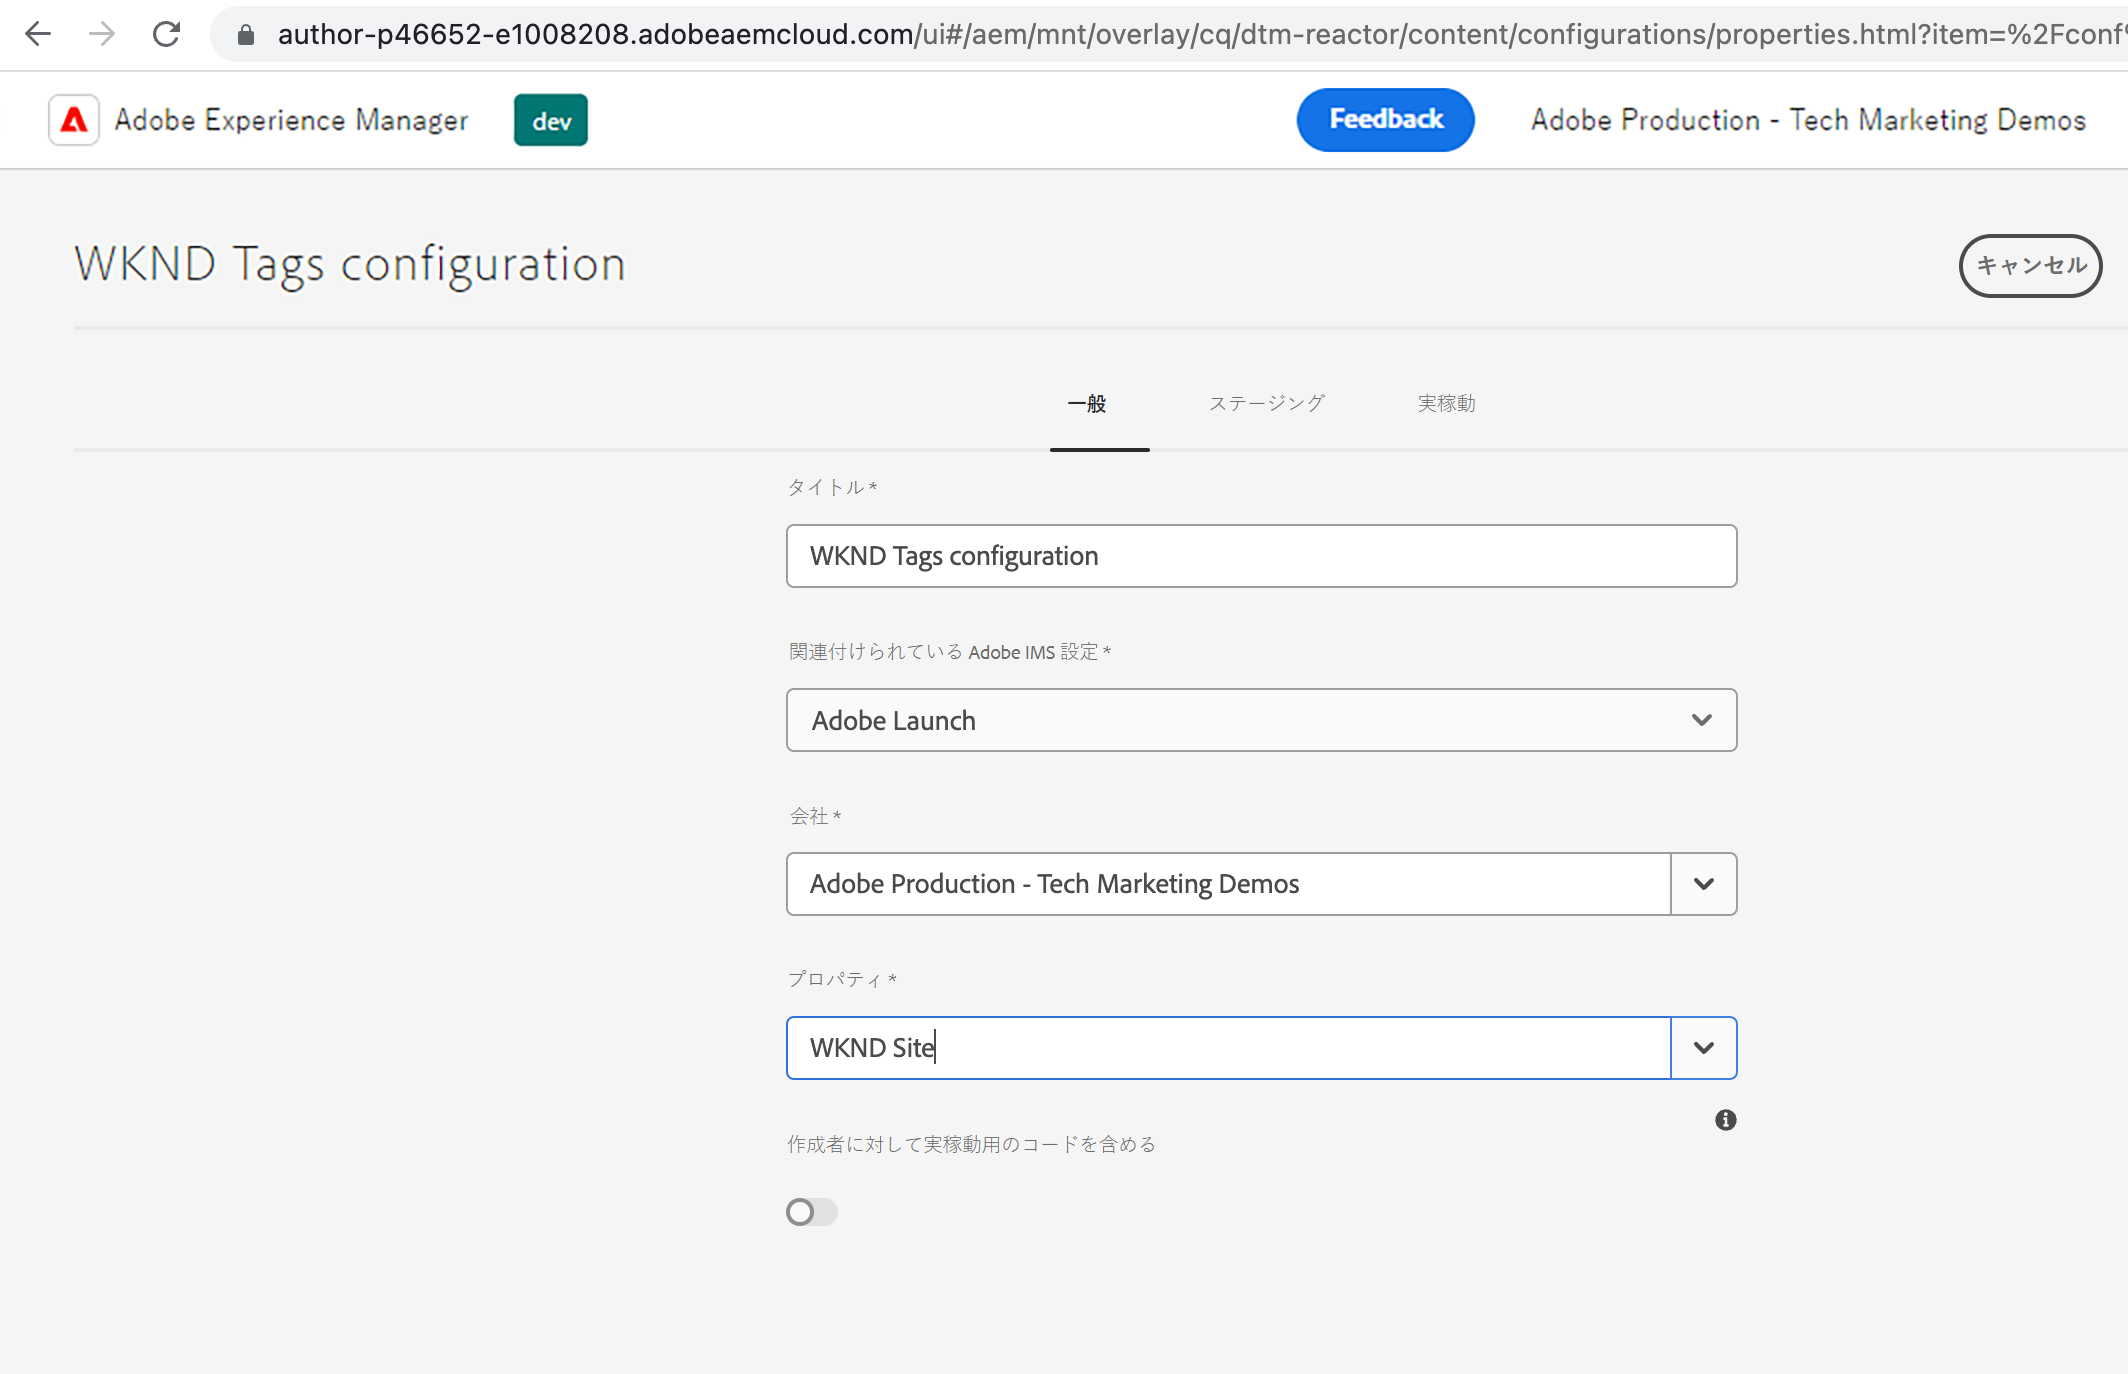 author-p46652-e1008208.adobeaemcloud.com/ui#/aem/mnt/overlay/cq/dtm-reactor/content/configurations/properties.html?item=%2Fconf
Adobe Experience Manager dev Feedback Adobe Production - Tech Marketing Demos
WKND Tags configuration キャンセル
一般 ステージング 実稼動
タイトル *
WKND Tags configuration
関連付けられている Adobe IMS 設定 *
Adobe Launch
会社 *
Adobe Production - Tech Marketing Demos
プロパティ *
WKND Site
作成者に対して実稼動用のコードを含める